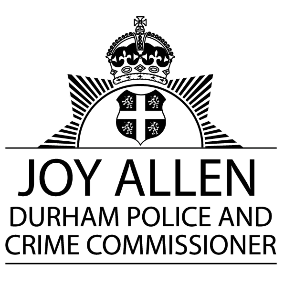 JOY ALLEN
DURHAM POLICE AND
CRIME COMMISSIONER